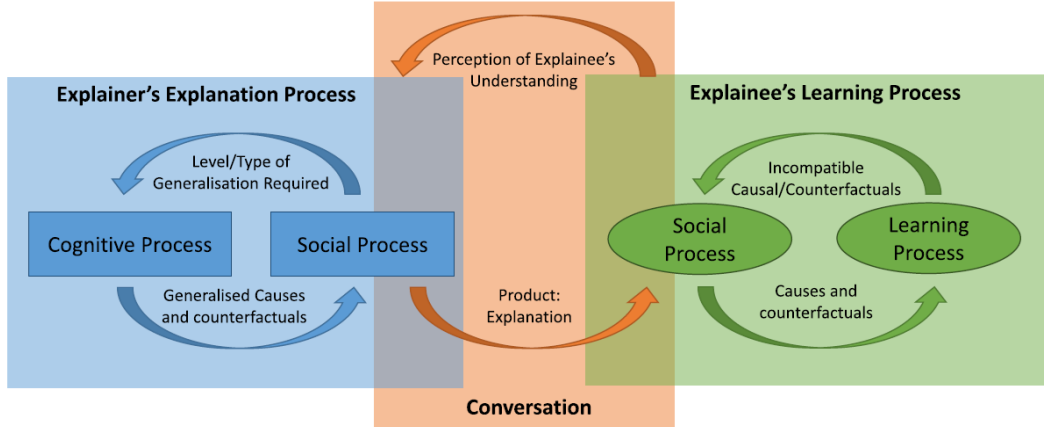 Perception of Explainee's
Understanding
Explainer's Explanation Process
Explainee's Learning Process
Level/Type of
Generalisation Required
Incompatible
Causal/Counterfactuals
Cognitive Process
Social Process
Social
Process
Learning
Process
Generalised Causes
and counterfactuals
Product:
Explanation
Causes and
counterfactuals
Conversation